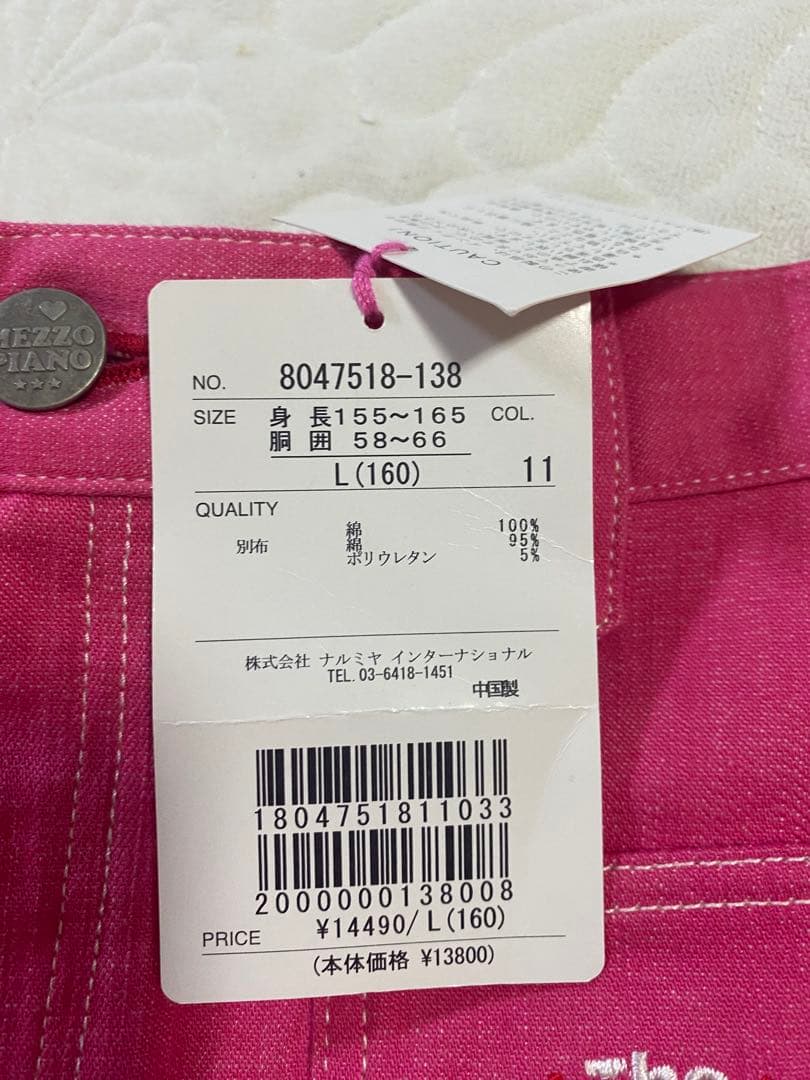 CAUTION
MEZZO
PIANO
NO. 8047518-138
SIZE 身長155～165 COL.
胴囲 58～66
L(160) 11
QUALITY
綿 100%
別布 綿 95%
ポリウレタン 5%
株式会社 ナルミヤ インターナショナル
TEL. 03-6418-1451
中国製
1804751811033
2000000138008
PRICE ¥14490/L(160)
(本体価格 ¥13800)
The